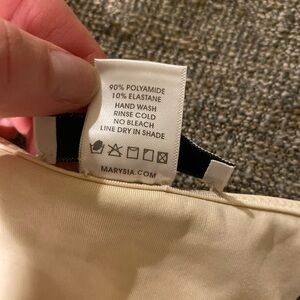 90% POLYAMIDE
10% ELASTANE
HAND WASH
RINSE COLD
NO BLEACH
LINE DRY IN SHADE
MARYSIA.COM